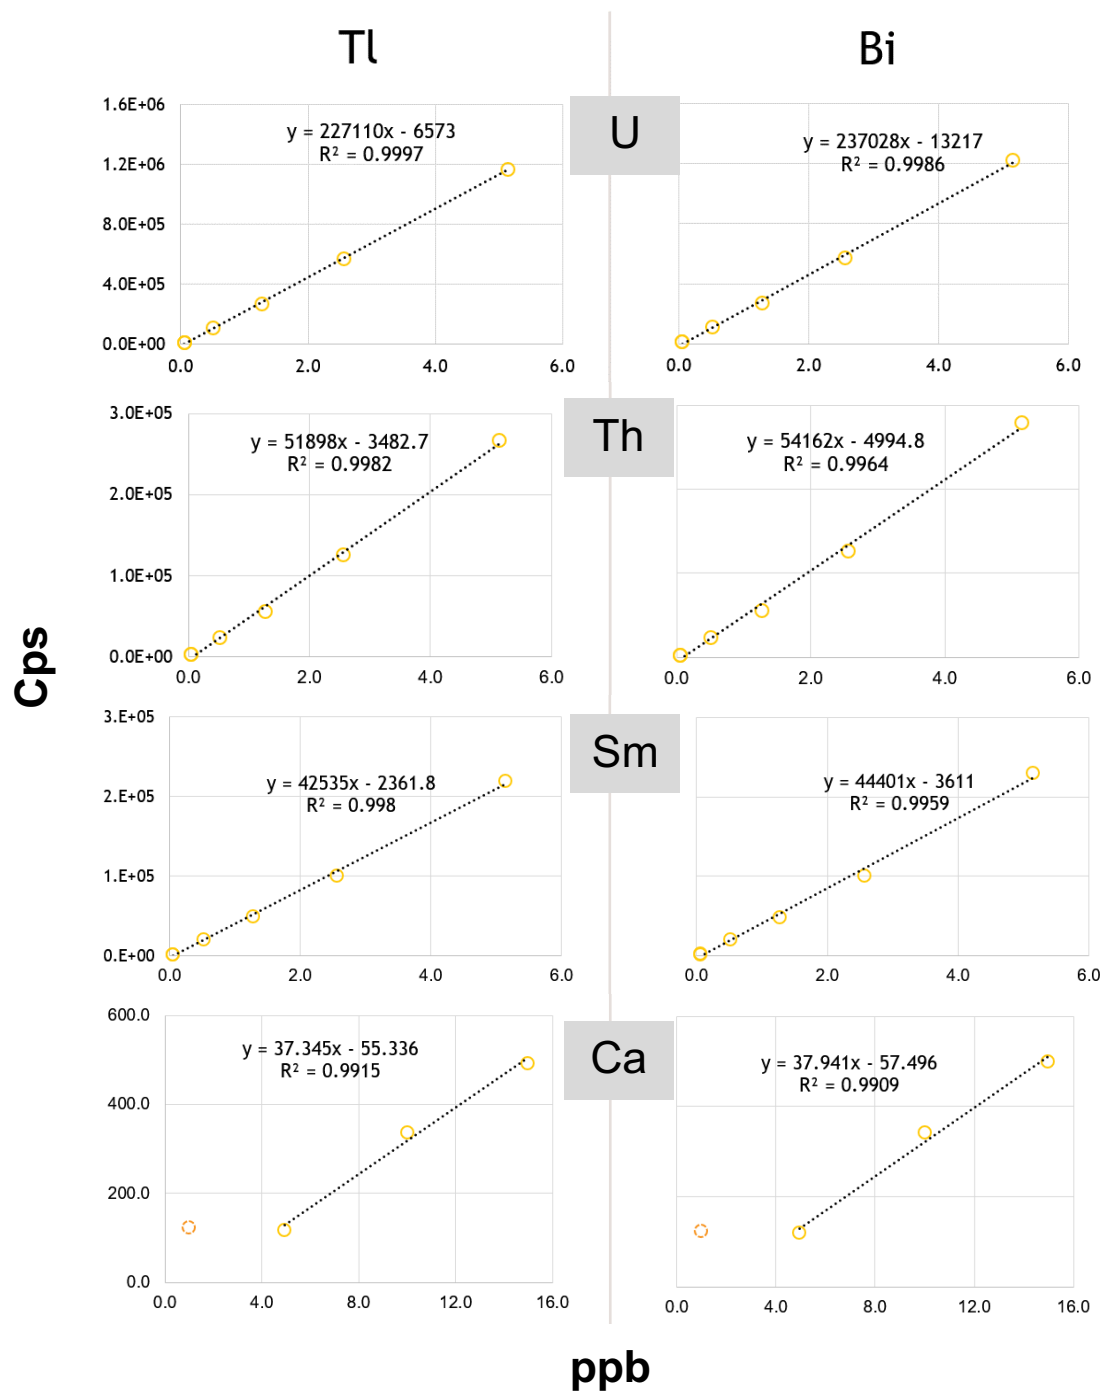 Tl
Bi
U
1.6E+06
1.2E+06
8.0E+05
4.0E+05
0.0E+00
y = 227110x - 6573
R² = 0.9997
0.0 2.0 4.0 6.0
y = 237028x - 13217
R² = 0.9986
0.0 2.0 4.0 6.0
Th
3.0E+05
2.0E+05
1.0E+05
0.0E+00
y = 51898x - 3482.7
R² = 0.9982
0.0 2.0 4.0 6.0
y = 54162x - 4994.8
R² = 0.9964
0.0 2.0 4.0 6.0
Cps
Sm
3.E+05
2.E+05
1.E+05
0.E+00
y = 42535x - 2361.8
R² = 0.998
0.0 2.0 4.0 6.0
y = 44401x - 3611
R² = 0.9959
0.0 2.0 4.0 6.0
Ca
600.0
400.0
200.0
0.0
y = 37.345x - 55.336
R² = 0.9915
0.0 4.0 8.0 12.0 16.0
y = 37.941x - 57.496
R² = 0.9909
0.0 4.0 8.0 12.0 16.0
ppb